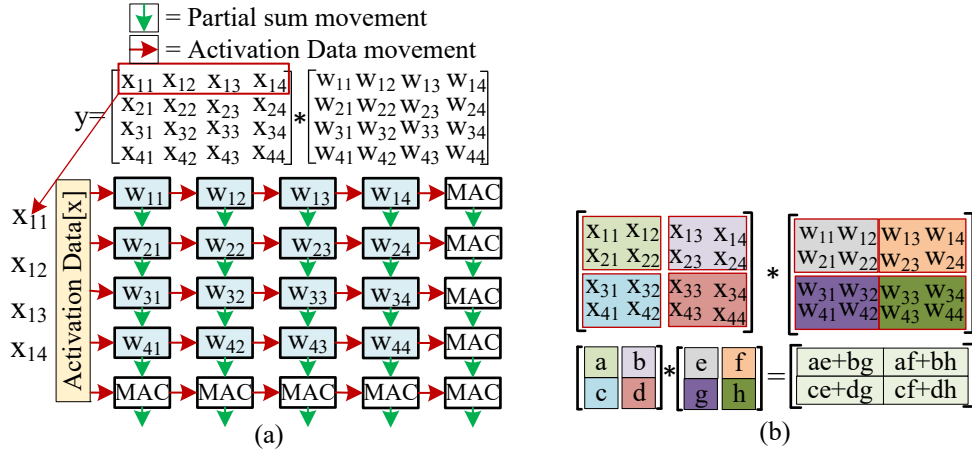 = Partial sum movement
= Activation Data movement
y= [x₁₁ x₁₂ x₁₃ x₁₄] * [w₁₁ w₁₂ w₁₃ w₁₄]
x₂₁ x₂₂ x₂₃ x₂₄ w₂₁ w₂₂ w₂₃ w₂₄
x₃₁ x₃₂ x₃₃ x₃₄ w₃₁ w₃₂ w₃₃ w₃₄
x₄₁ x₄₂ x₄₃ x₄₄ w₄₁ w₄₂ w₄₃ w₄₄
x₁₁
x₁₂
x₁₃
x₁₄
Activation Data[x]
w₁₁ w₁₂ w₁₃ w₁₄ MAC
w₂₁ w₂₂ w₂₃ w₂₄ MAC
w₃₁ w₃₂ w₃₃ w₃₄ MAC
w₄₁ w₄₂ w₄₃ w₄₄ MAC
MAC MAC MAC MAC MAC
(a)
x₁₁ x₁₂ x₁₃ x₁₄ * w₁₁ w₁₂ w₁₃ w₁₄
x₂₁ x₂₂ x₂₃ x₂₄ w₂₁ w₂₂ w₂₃ w₂₄
x₃₁ x₃₂ x₃₃ x₃₄ w₃₁ w₃₂ w₃₃ w₃₄
x₄₁ x₄₂ x₄₃ x₄₄ w₄₁ w₄₂ w₄₃ w₄₄
a b * e f = ae+bg af+bh
c d g h ce+dg cf+dh
(b)